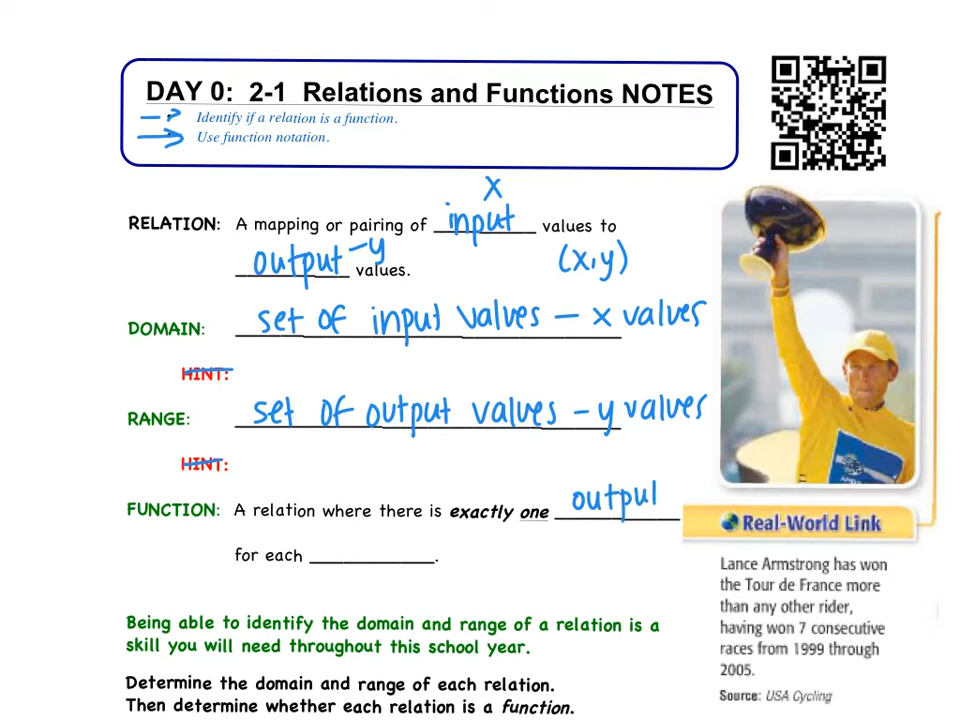 DAY 0: 2-1 Relations and Functions NOTES
Identify if a relation is a function.
Use function notation.
x
RELATION: A mapping or pairing of input values to
output - y values. (x,y)
DOMAIN: set of input values - x values
HINT:
RANGE: set of output values - y values
HINT:
FUNCTION: A relation where there is exactly one outpul
for each ____________.
Being able to identify the domain and range of a relation is a
skill you will need throughout this school year.
Determine the domain and range of each relation.
Then determine whether each relation is a function.
Real-World Link
Lance Armstrong has won
the Tour de France more
than any other rider,
having won 7 consecutive
races from 1999 through
2005.
Source: USA Cycling